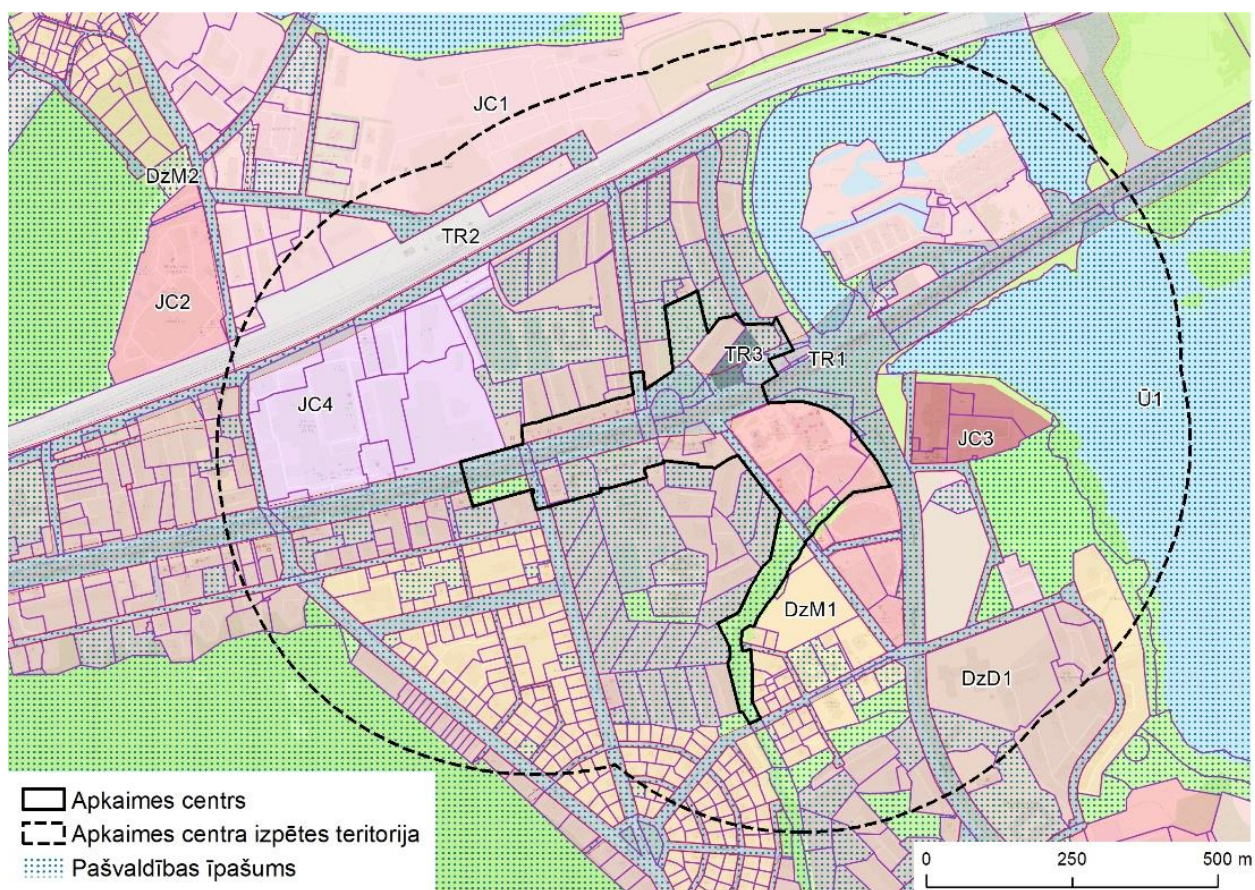 JC1
DzM2
TR2
JC2
TR3
TR1
Ū1
JC4
JC3
DzM1
DzD1
Apkaimes centrs
Apkaimes centra izpētes teritorija
Pašvaldības īpašums
0 250 500 m